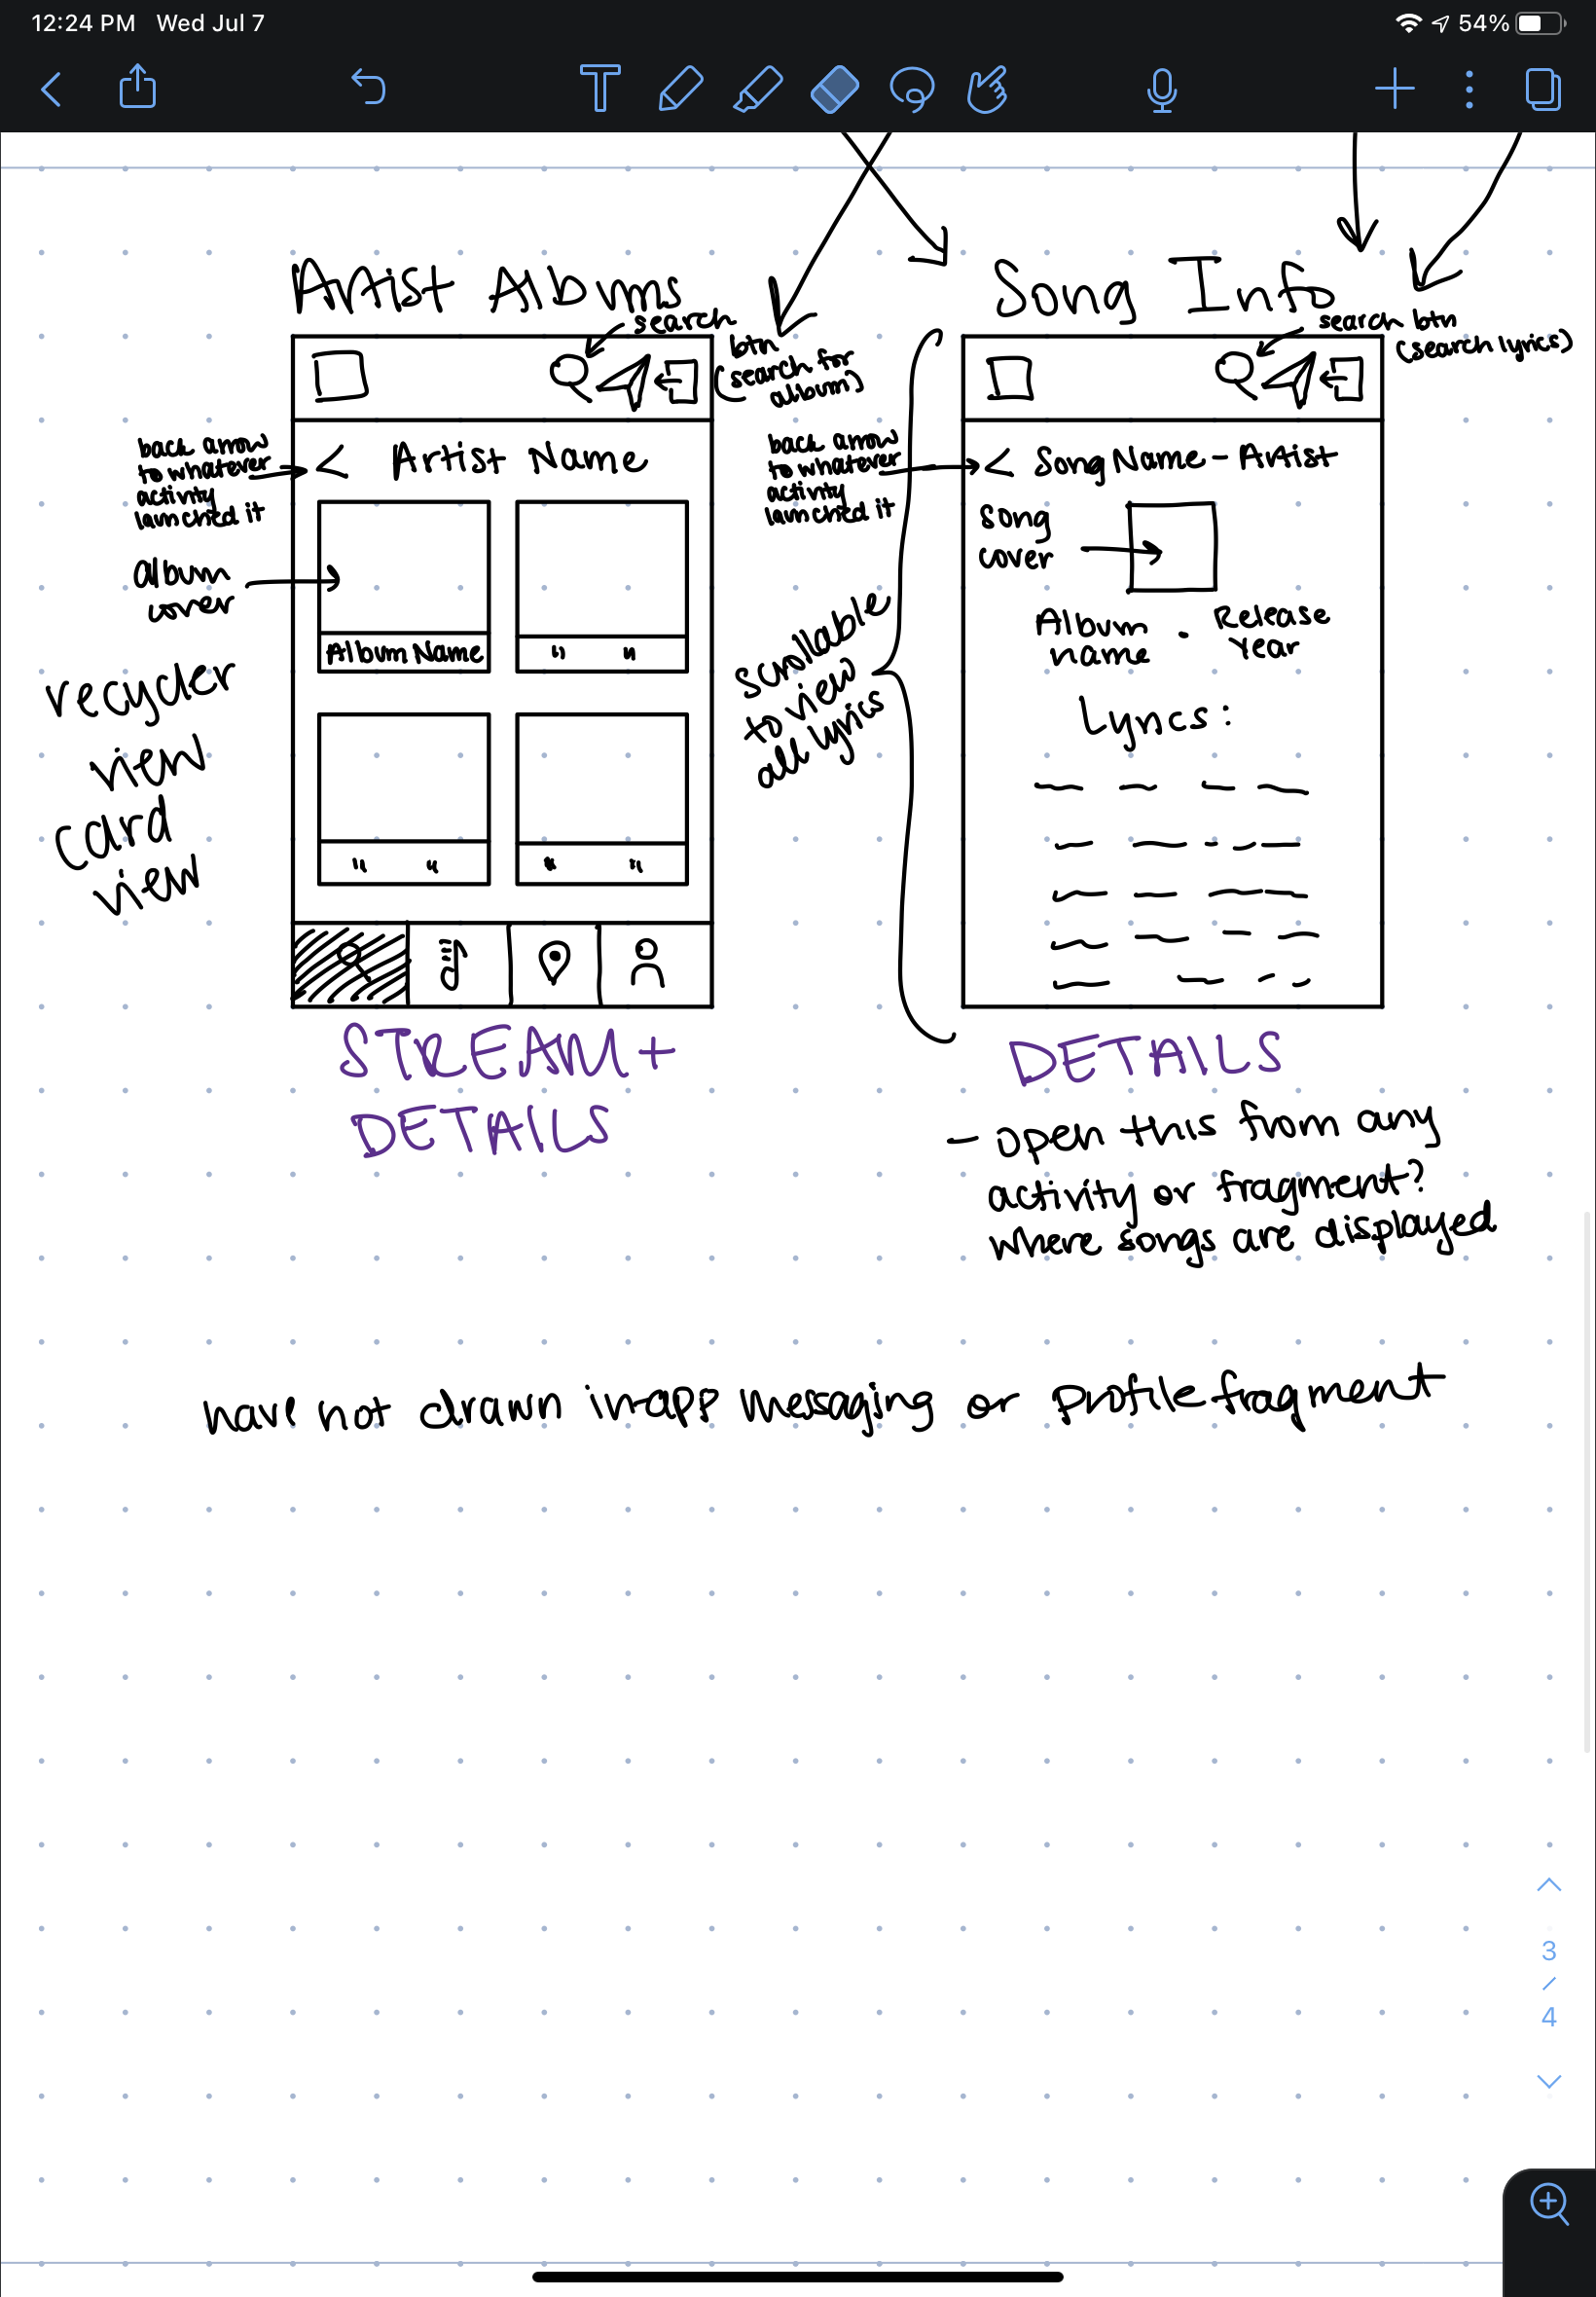 12:24 PM Wed Jul 7
54%
Artist Albums
search
btn
(search for
album)
back arrow
to whatever
activity
launched it
< Artist Name
album
cover
Album Name
" "
" "
" "
recycler
view
card
view
STREAM +
DETAILS
Song Info
search btn
(search lyrics)
back arrow
to whatever
activity
launched it
< Song Name - Artist
song
cover
Album
name
·
Release
Year
Lyrics:
scrollable
to view
all lyrics
DETAILS
- open this from any
activity or fragment?
where songs are displayed
have not drawn in-app messaging or profile fragment
3
/
4